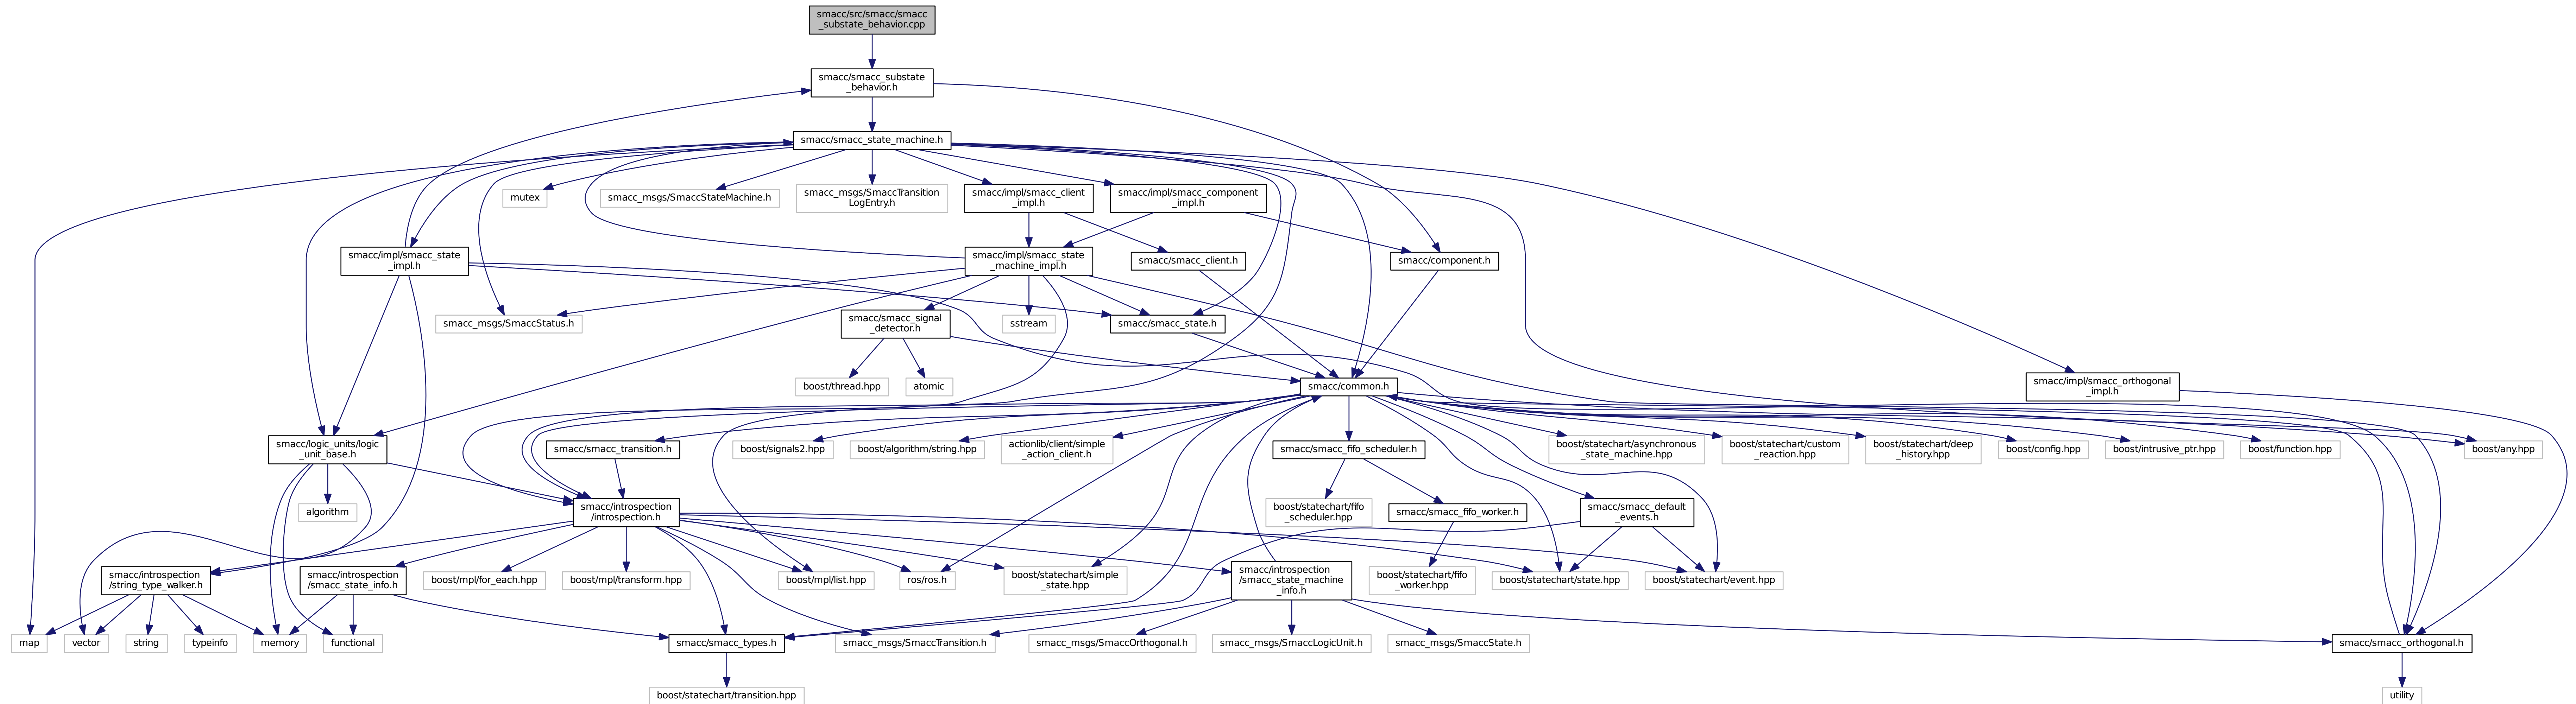 smacc/src/smacc/smacc
_substate_behavior.cpp
smacc/smacc_substate
_behavior.h
smacc/smacc_state_machine.h
mutex
smacc_msgs/SmaccStateMachine.h
smacc_msgs/SmaccTransition
LogEntry.h
smacc/impl/smacc_client
_impl.h
smacc/impl/smacc_component
_impl.h
smacc/impl/smacc_state
_impl.h
smacc/impl/smacc_state
_machine_impl.h
smacc/smacc_client.h
smacc/component.h
smacc_msgs/SmaccStatus.h
smacc/smacc_signal
_detector.h
sstream
smacc/smacc_state.h
boost/thread.hpp
atomic
smacc/common.h
smacc/impl/smacc_orthogonal
_impl.h
smacc/logic_units/logic
_unit_base.h
smacc/smacc_transition.h
boost/signals2.hpp
boost/algorithm/string.hpp
actionlib/client/simple
_action_client.h
smacc/smacc_fifo_scheduler.h
boost/statechart/asynchronous
_state_machine.hpp
boost/statechart/custom
_reaction.hpp
boost/statechart/deep
_history.hpp
boost/config.hpp
boost/intrusive_ptr.hpp
boost/function.hpp
boost/any.hpp
algorithm
smacc/introspection
/introspection.h
boost/statechart/fifo
_scheduler.hpp
smacc/smacc_fifo_worker.h
smacc/smacc_default
_events.h
smacc/introspection
/string_type_walker.h
smacc/introspection
/smacc_state_info.h
boost/mpl/for_each.hpp
boost/mpl/transform.hpp
boost/mpl/list.hpp
ros/ros.h
boost/statechart/simple
_state.hpp
smacc/introspection
/smacc_state_machine
_info.h
boost/statechart/fifo
_worker.hpp
boost/statechart/state.hpp
boost/statechart/event.hpp
map
vector
string
typeinfo
memory
functional
smacc/smacc_types.h
smacc_msgs/SmaccTransition.h
smacc_msgs/SmaccOrthogonal.h
smacc_msgs/SmaccLogicUnit.h
smacc_msgs/SmaccState.h
smacc/smacc_orthogonal.h
boost/statechart/transition.hpp
utility